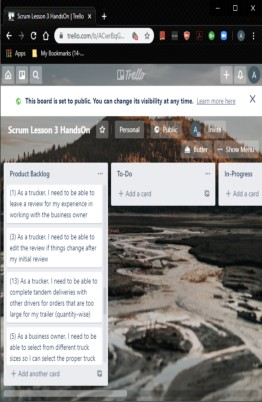 Scrum Lesson 3 HandsOn | Trello
trello.com/b/ACwrBqG...
Apps My Bookmarks (14-...
Trello
This board is set to public. You can change its visibility at any time. Learn more here X
Scrum Lesson 3 HandsOn Personal Public A Invite
Butler ... Show Menu
Product Backlog ...
(1) As a trucker, I need to be able to
leave a review for my experience in
working with the business owner
(3) As a trucker, I need to be able to
edit the review if things change after
my initial review
(13) As a trucker, I need to be able to
complete tandem deliveries with
other drivers for orders that are too
large for my trailer (quantity-wise)
(5) As a business owner, I need to be
able to select from different truck
sizes so I can select the proper truck
+ Add another card
To-Do ...
+ Add a card
In-Progress
+ Add a card